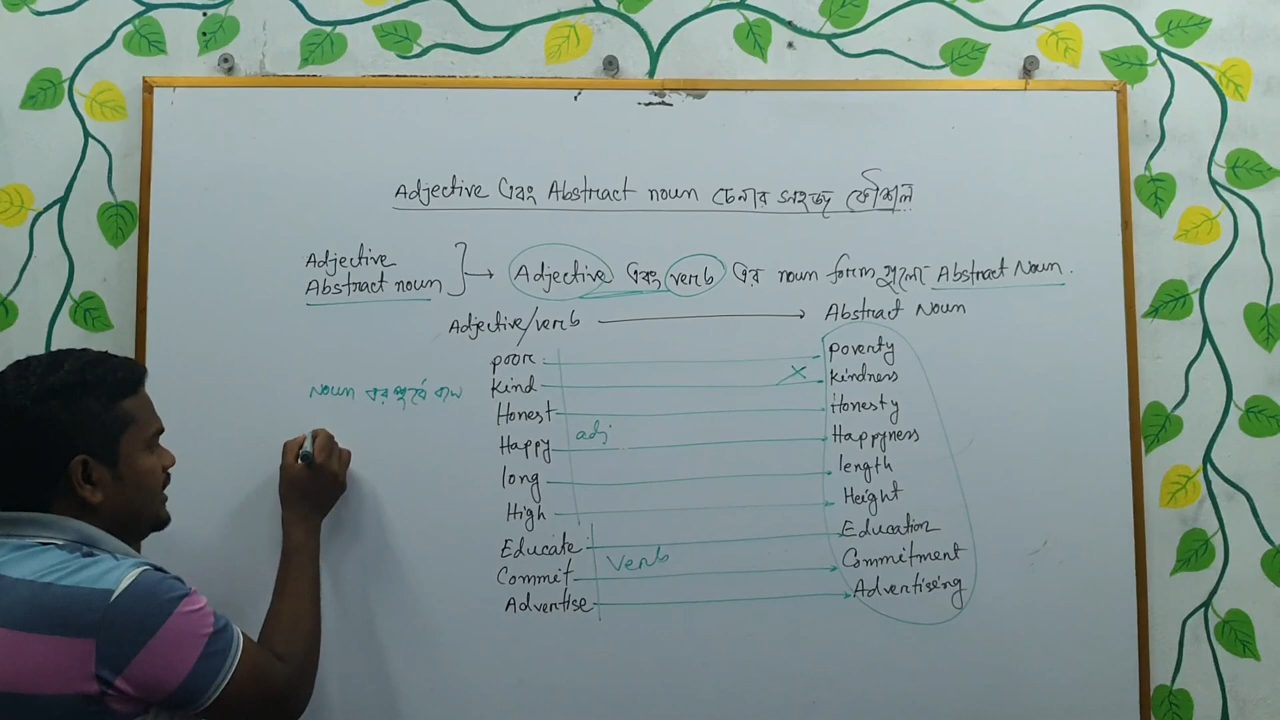 Adjective এবং Abstract noun চেনার সহজ কৌশল
Adjective
Abstract noun
Adjective এবং verb এর noun form গুলো Abstract Noun.
Adjective/verb Abstract Noun
poor poverty
Kind kindness
Noun এর পূর্বে
Honest Honesty
Happy adj Happyness
long length
High Height
Educate Education
Commit Verb Commitment
Advertise Advertising